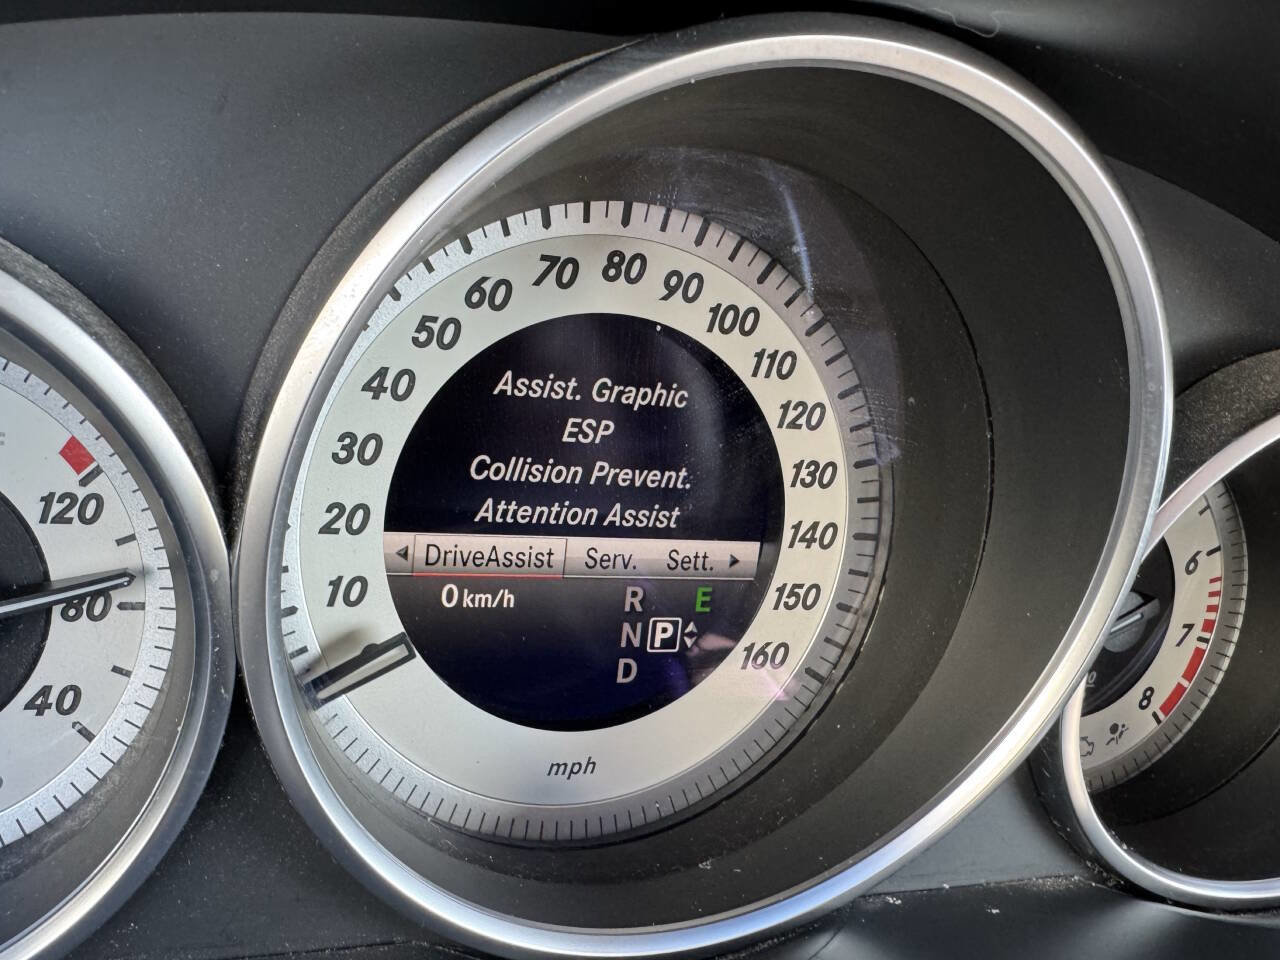 Assist. Graphic
ESP
Collision Prevent.
Attention Assist
DriveAssist Serv. Sett.
0 km/h
R E
N P
D
10
20
30
40
50
60
70
80
90
100
110
120
130
140
150
160
mph
120
80
40
6
7
8